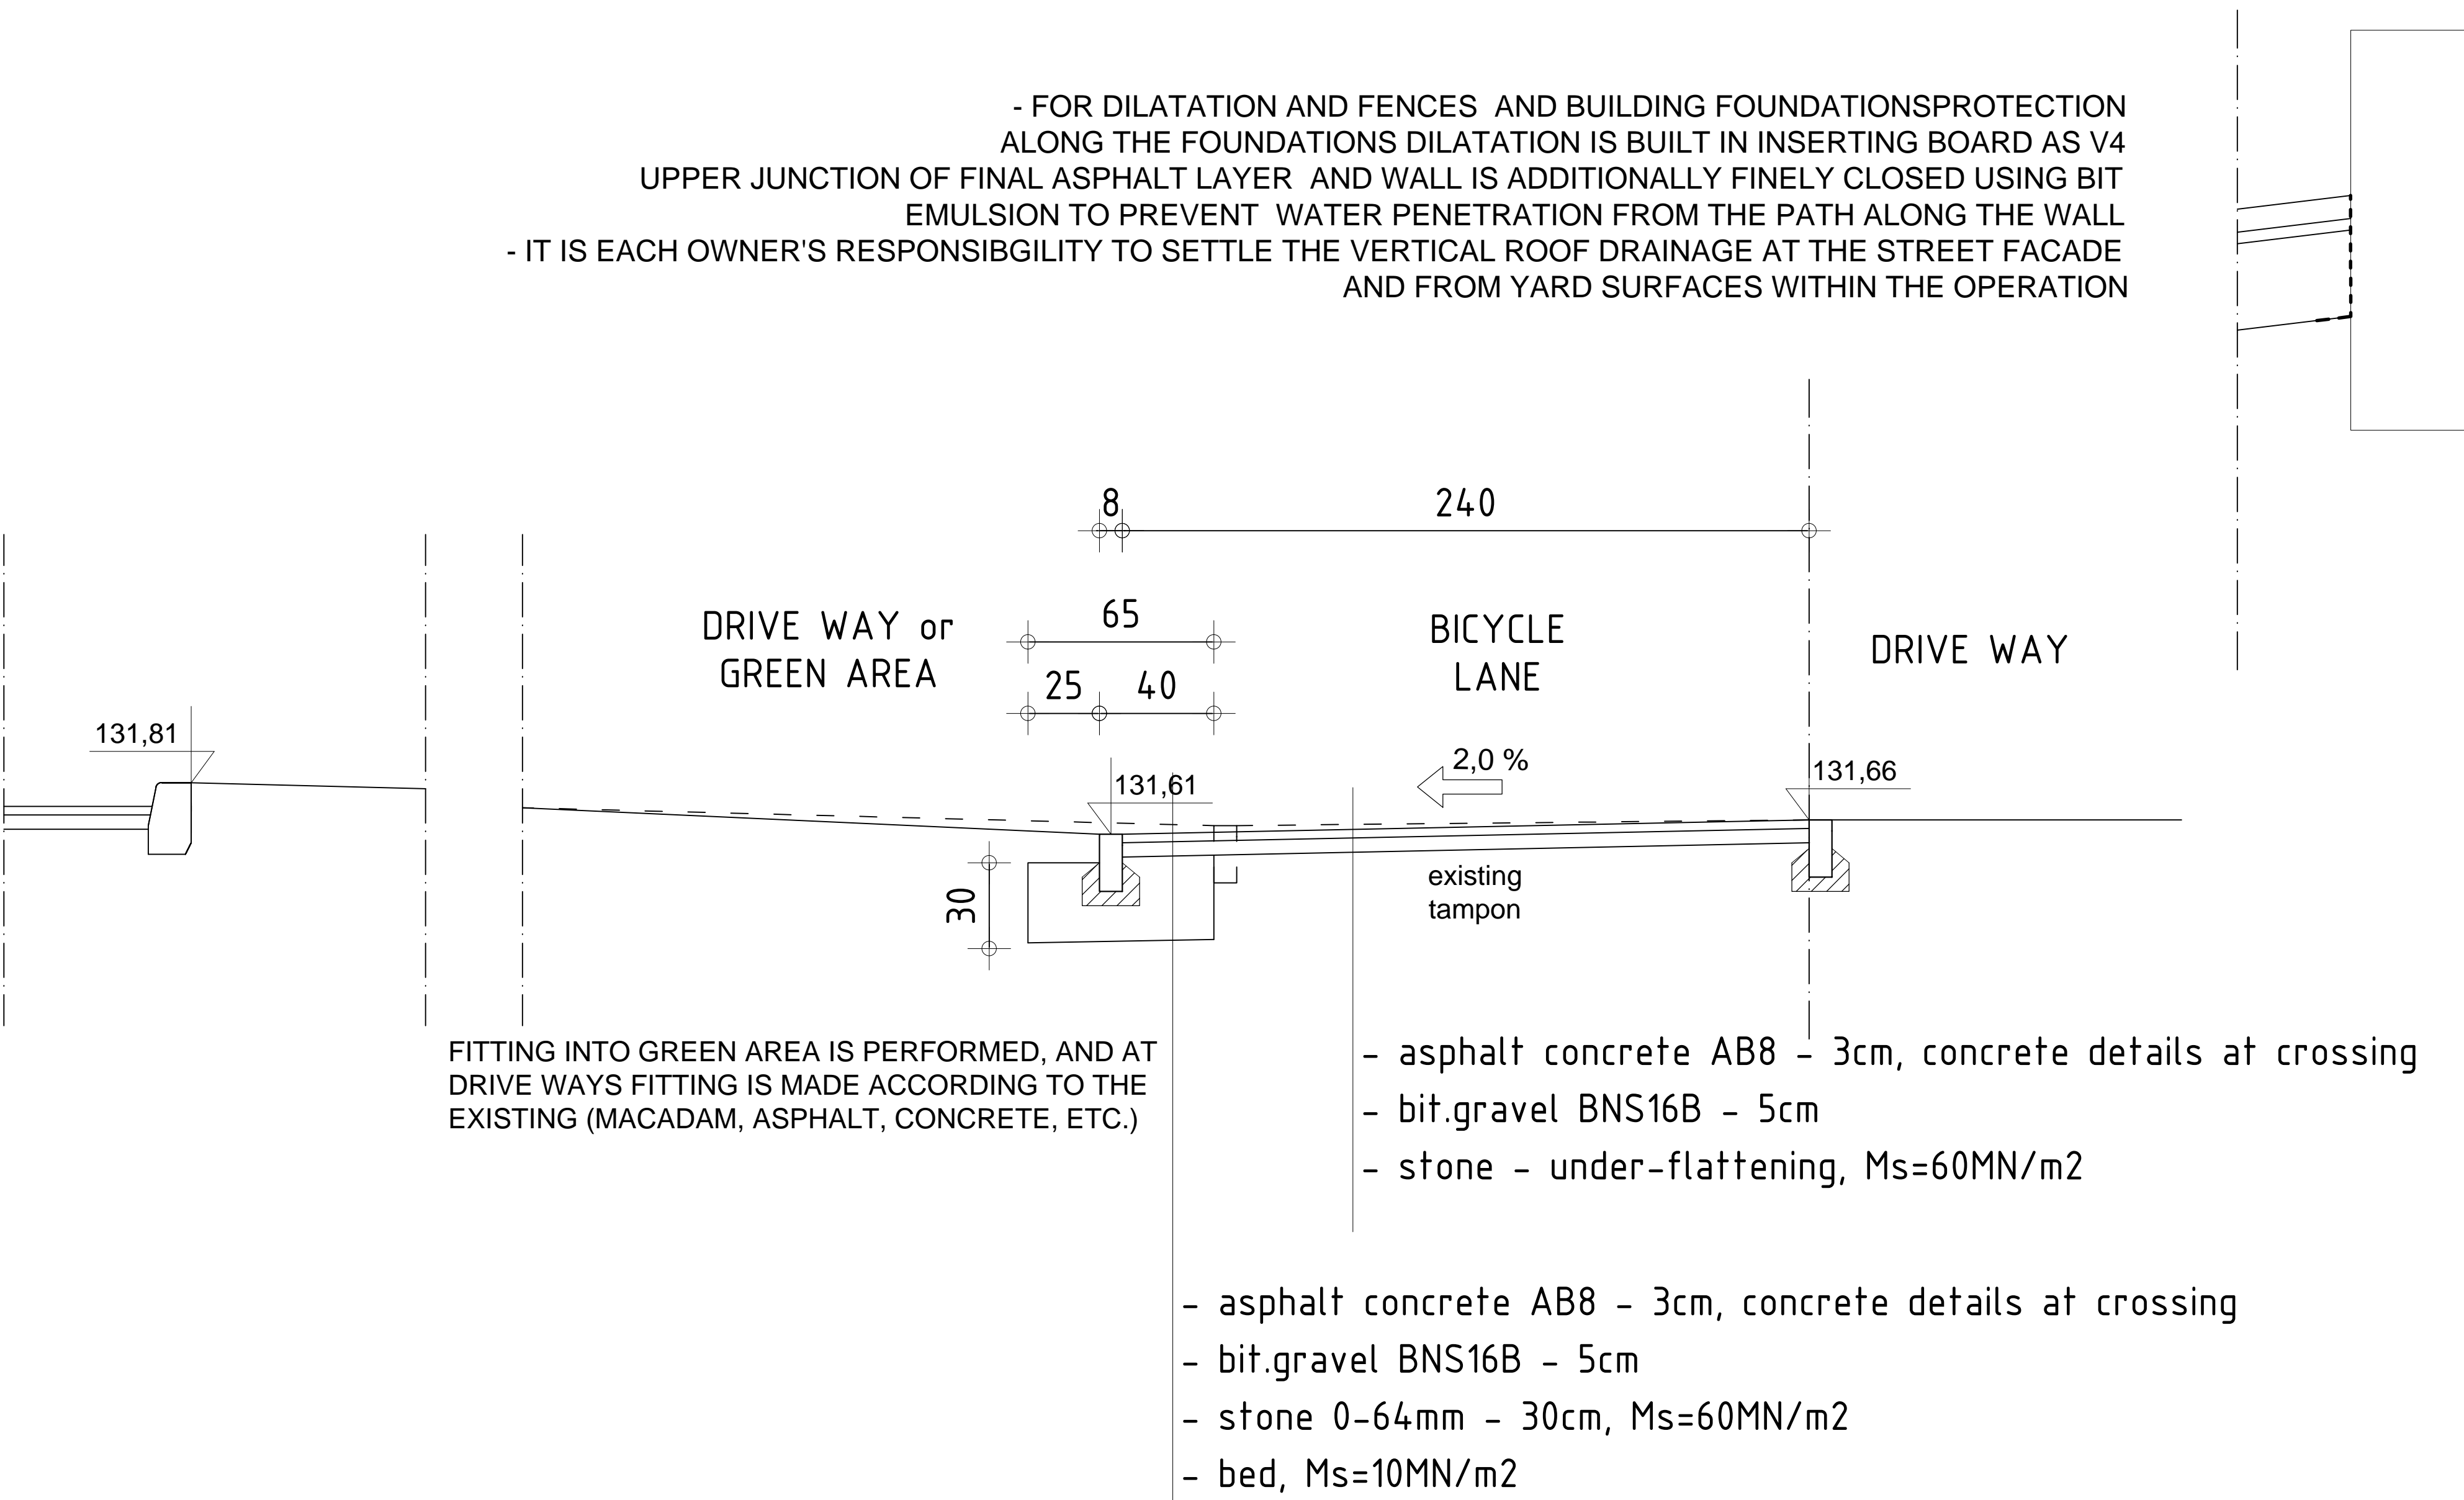 - FOR DILATATION AND FENCES  AND BUILDING FOUNDATIONSPROTECTION
ALONG THE FOUNDATIONS DILATATION IS BUILT IN INSERTING BOARD AS V4
UPPER JUNCTION OF FINAL ASPHALT LAYER  AND WALL IS ADDITIONALLY FINELY CLOSED USING BIT
EMULSION TO PREVENT  WATER PENETRATION FROM THE PATH ALONG THE WALL
- IT IS EACH OWNER'S RESPONSIBGILITY TO SETTLE THE VERTICAL ROOF DRAINAGE AT THE STREET FACADE
AND FROM YARD SURFACES WITHIN THE OPERATION
8
240
DRIVE WAY or
GREEN AREA
65
25 40
BICYCLE
LANE
DRIVE WAY
131,81
131,61
2,0 %
131,66
30
existing
tampon
FITTING INTO GREEN AREA IS PERFORMED, AND AT
DRIVE WAYS FITTING IS MADE ACCORDING TO THE
EXISTING (MACADAM, ASPHALT, CONCRETE, ETC.)
- asphalt concrete AB8 - 3cm, concrete details at crossing
- bit.gravel BNS16B - 5cm
- stone - under-flattening, Ms=60MN/m2
- asphalt concrete AB8 - 3cm, concrete details at crossing
- bit.gravel BNS16B - 5cm
- stone 0-64mm - 30cm, Ms=60MN/m2
- bed, Ms=10MN/m2